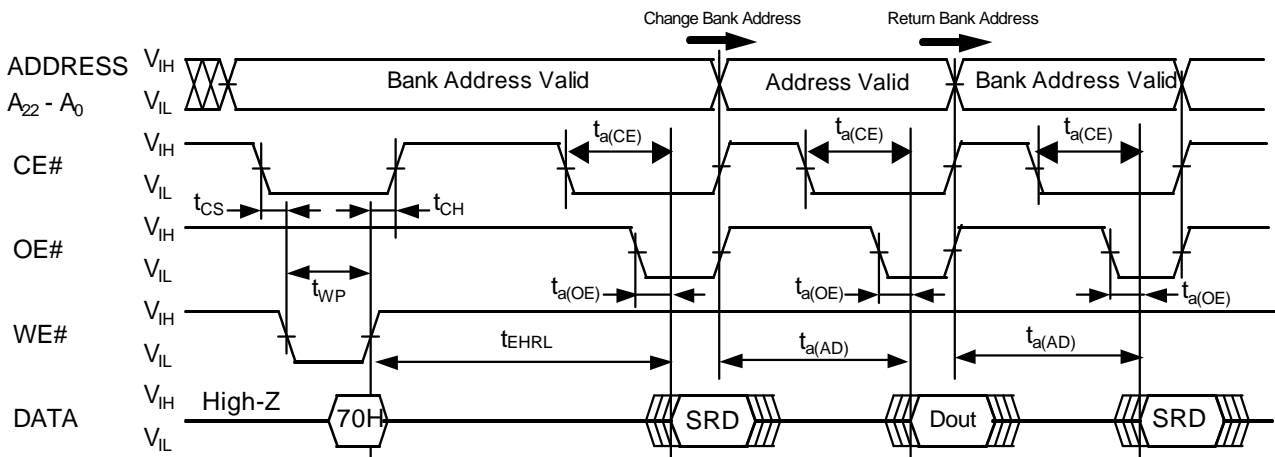 Change Bank Address Return Bank Address
ADDRESS
A22 - A0
VIH
VIL
Bank Address Valid Address Valid Bank Address Valid
CE#
VIH
VIL
ta(CE) ta(CE) ta(CE)
tCS tCH
OE#
VIH
VIL
tWP
ta(OE) ta(OE) ta(OE)
WE#
VIH
VIL
tEHRL ta(AD) ta(AD)
DATA
VIH
VIL
High-Z 70H SRD Dout SRD